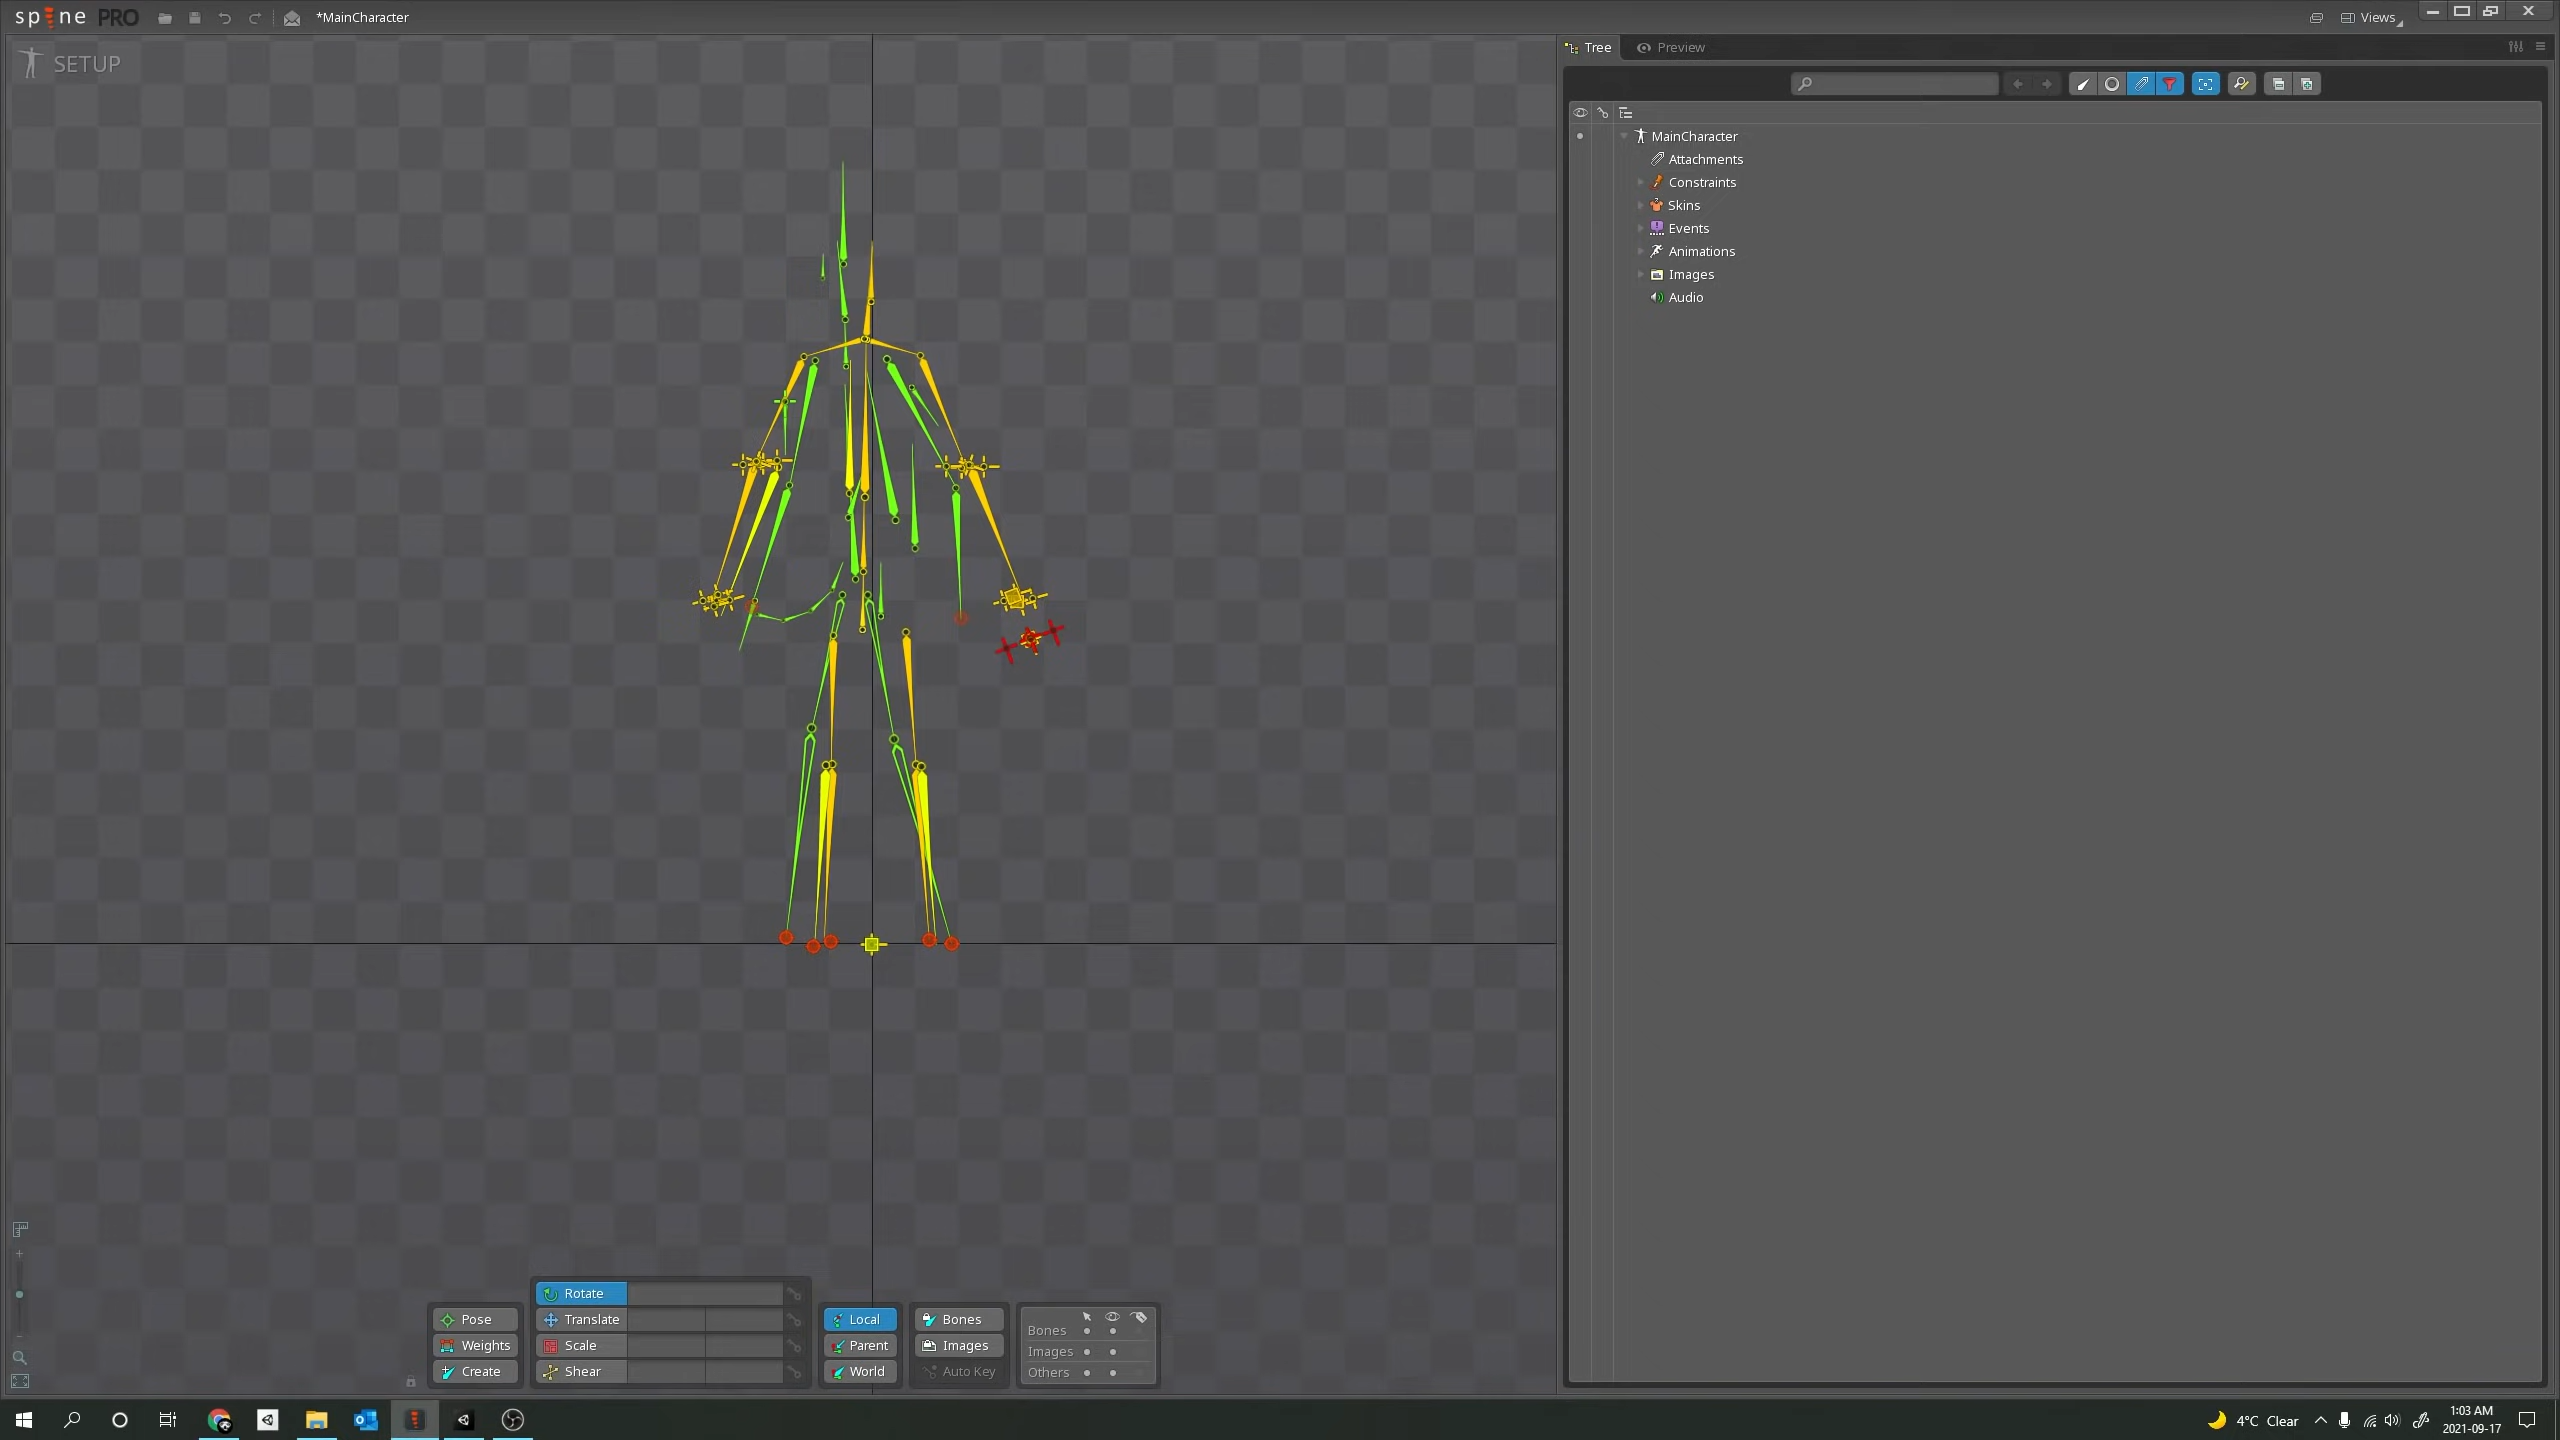 spine PRO
*MainCharacter
Views
SETUP
Tree
Preview
MainCharacter
Attachments
Constraints
Skins
Events
Animations
Images
Audio
Rotate
Translate
Scale
Shear
Pose
Weights
Create
Local
Parent
World
Bones
Images
Auto Key
Bones
Images
Others
4°C Clear
1:03 AM
2021-09-17